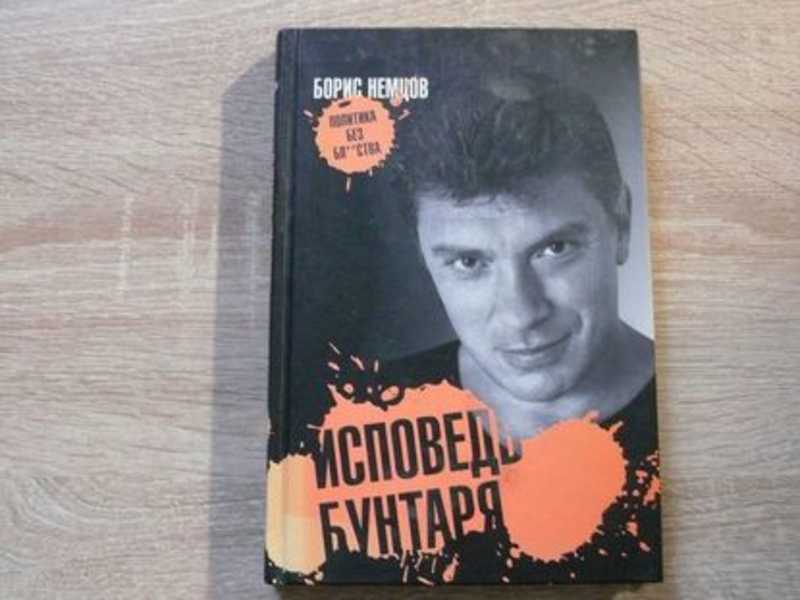 БОРИС НЕМЦОВ
ПОЛИТИКА
БЕЗ
БЛ**СТВА
ИСПОВЕДЬ
БУНТАРЯ